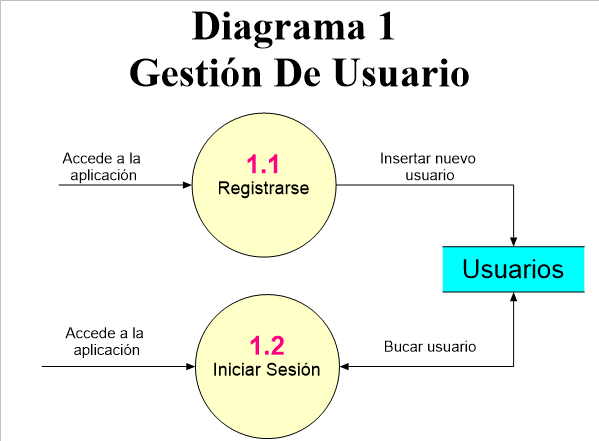 Diagrama 1
Gestión De Usuario
Accede a la
aplicación
1.1
Registrarse
Insertar nuevo
usuario
Usuarios
Accede a la
aplicación
1.2
Iniciar Sesión
Bucar usuario